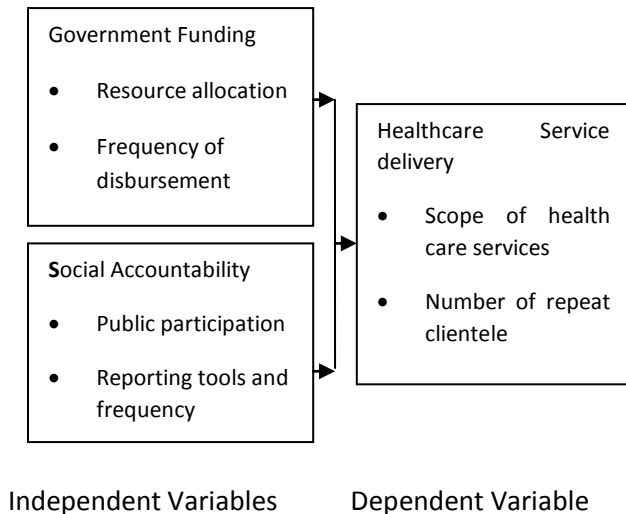 Government Funding
• Resource allocation
• Frequency of
disbursement
Social Accountability
• Public participation
• Reporting tools and
frequency
Healthcare Service
delivery
• Scope of health
care services
• Number of repeat
clientele
Independent Variables
Dependent Variable